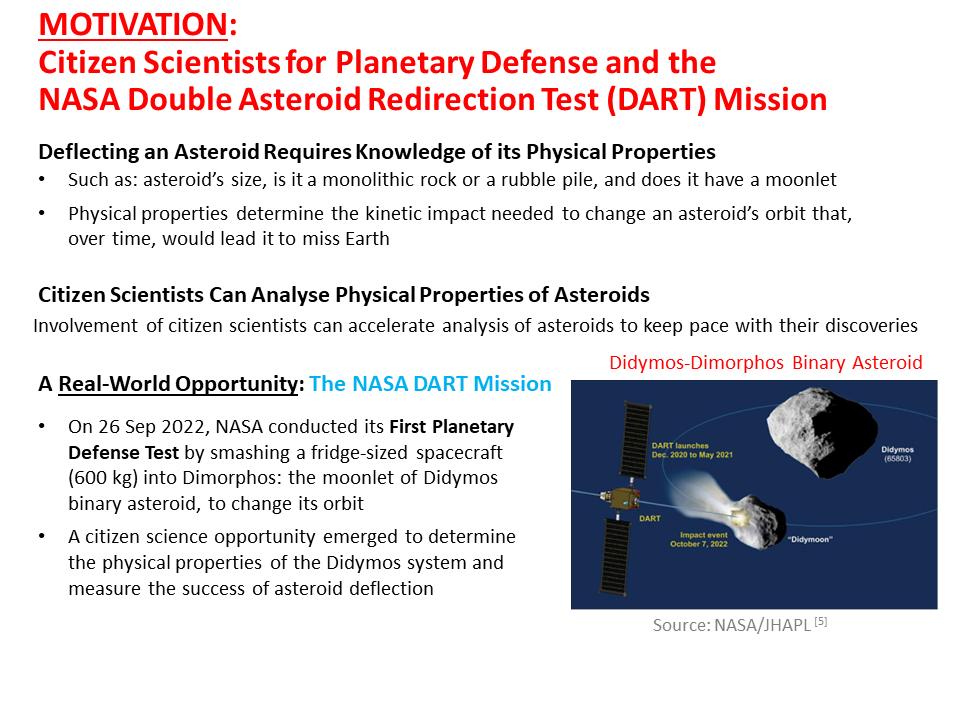 MOTIVATION:
Citizen Scientists for Planetary Defense and the
NASA Double Asteroid Redirection Test (DART) Mission
Deflecting an Asteroid Requires Knowledge of its Physical Properties
• Such as: asteroid's size, is it a monolithic rock or a rubble pile, and does it have a moonlet
• Physical properties determine the kinetic impact needed to change an asteroid's orbit that,
over time, would lead it to miss Earth
Citizen Scientists Can Analyse Physical Properties of Asteroids
Involvement of citizen scientists can accelerate analysis of asteroids to keep pace with their discoveries
A Real-World Opportunity: The NASA DART Mission
• On 26 Sep 2022, NASA conducted its First Planetary
Defense Test by smashing a fridge-sized spacecraft
(600 kg) into Dimorphos: the moonlet of Didymos
binary asteroid, to change its orbit
• A citizen science opportunity emerged to determine
the physical properties of the Didymos system and
measure the success of asteroid deflection
Didymos-Dimorphos Binary Asteroid
DART launches
Dec. 2020 to May 2021
Didymos
(65803)
DART
Impact event
October 7, 2022
"Didymoon"
Source: NASA/JHAPL [5]